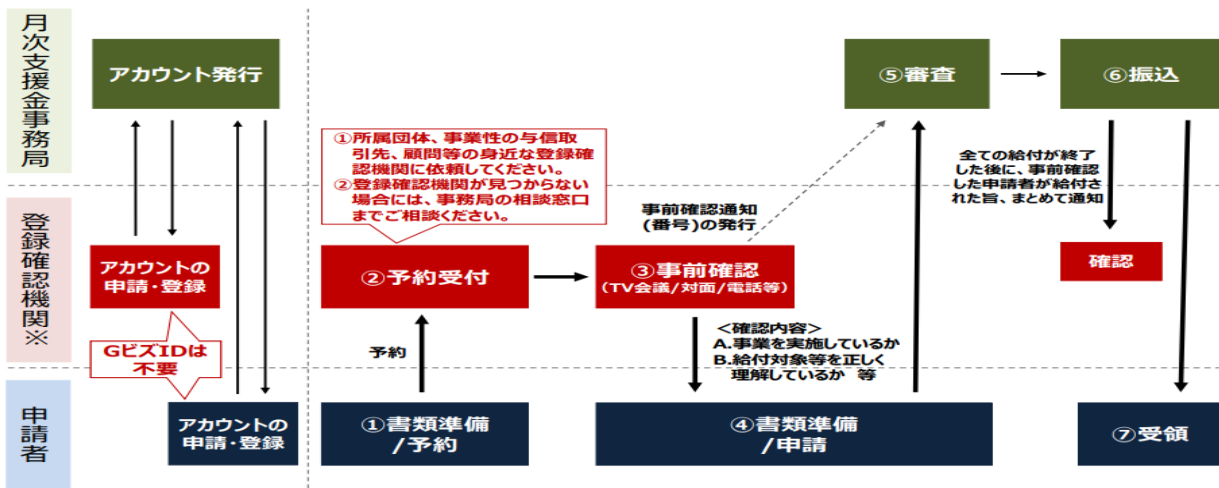 月次支援金事務局
アカウント発行
⑤審査
⑥振込
①所属団体、事業性の与信取
引先、顧問等の身近な登録確
認機関に依頼してください。
②登録確認機関が見つからない
場合には、事務局の相談窓口
までご相談ください。
全ての給付が終了
した後に、事前確認
した申請者が給付さ
れた旨、まとめて通知
事前確認通知
(番号)の発行
登録確認機関※
アカウントの
申請・登録
②予約受付
③事前確認
(TV会議/対面/電話等)
確認
GビズIDは
不要
予約
＜確認内容＞
A.事業を実施しているか
B.給付対象等を正しく
理解しているか 等
申請者
アカウントの
申請・登録
①書類準備
/予約
④書類準備
/申請
⑦受領